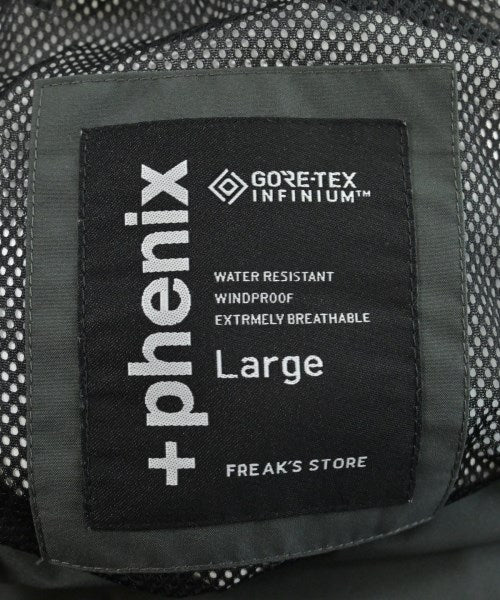 +phenix
GORE-TEX
INFINIUM™
WATER RESISTANT
WINDPROOF
EXTRMELY BREATHABLE
Large
FREAK'S STORE